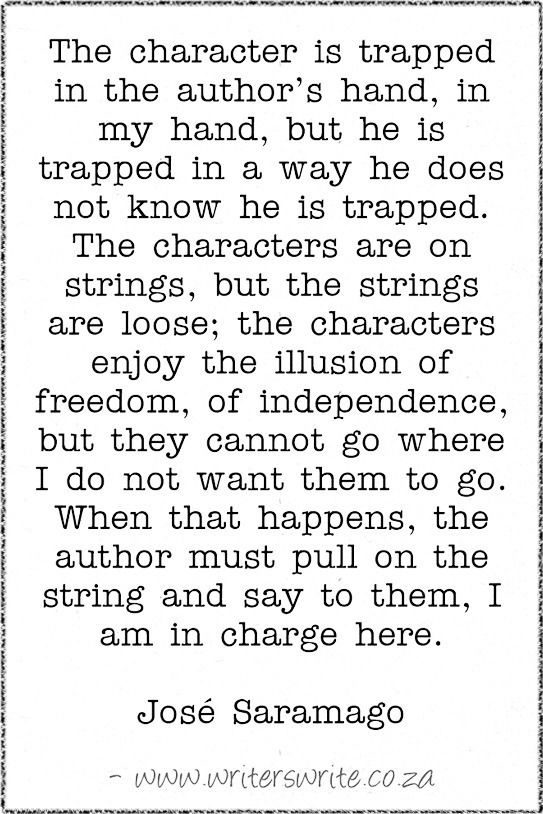 The character is trapped
in the author's hand, in
my hand, but he is
trapped in a way he does
not know he is trapped.
The characters are on
strings, but the strings
are loose; the characters
enjoy the illusion of
freedom, of independence,
but they cannot go where
I do not want them to go.
When that happens, the
author must pull on the
string and say to them, I
am in charge here.
José Saramago
- www.writerswrite.co.za